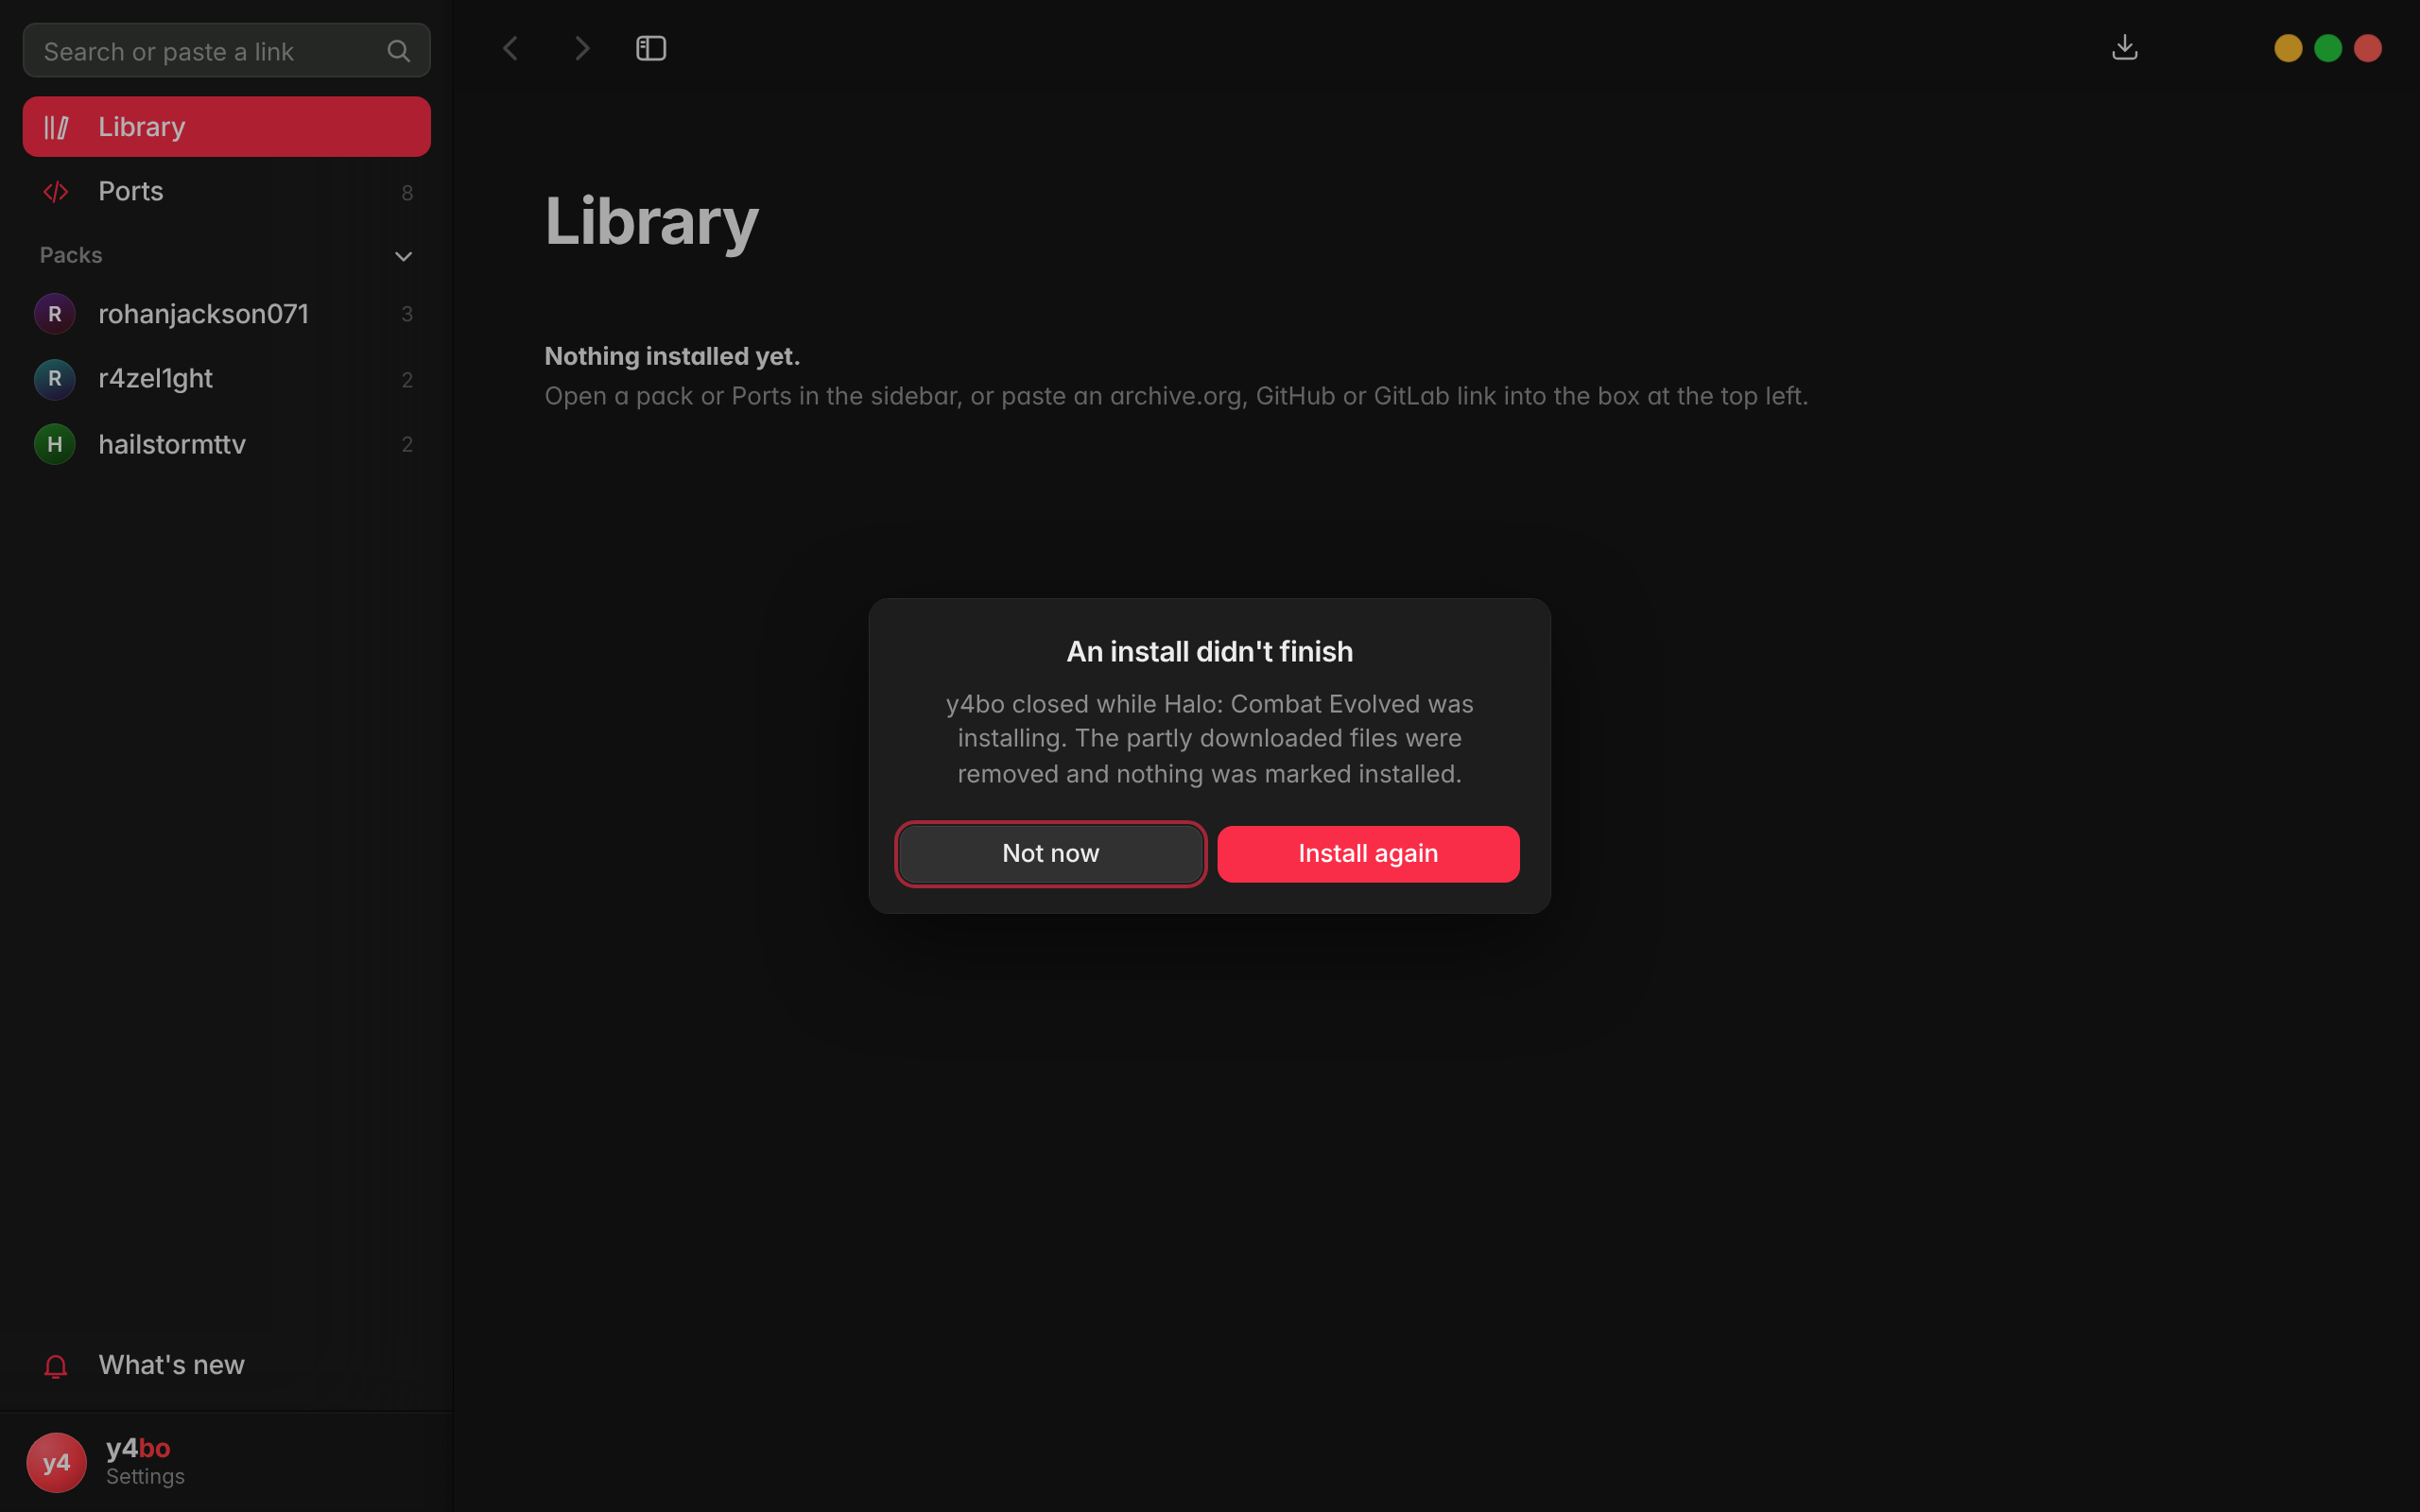 Search or paste a link
Library
Ports 8
Packs
R rohanjackson071 3
R r4zel1ght 2
H hailstormttv 2
What's new
y4 y4bo
Settings
Library
Nothing installed yet.
Open a pack or Ports in the sidebar, or paste an archive.org, GitHub or GitLab link into the box at the top left.
An install didn't finish
y4bo closed while Halo: Combat Evolved was
installing. The partly downloaded files were
removed and nothing was marked installed.
Not now
Install again